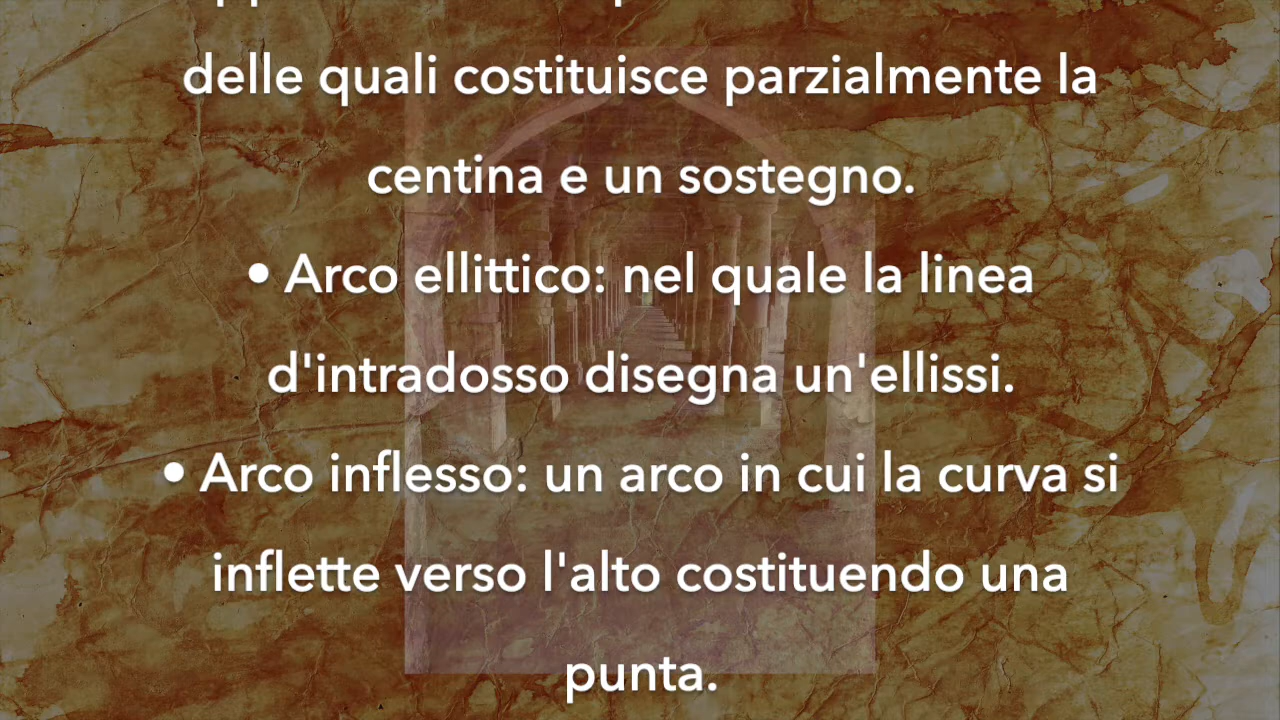 delle quali costituisce parzialmente la
centina e un sostegno.
• Arco ellittico: nel quale la linea
d'intradosso disegna un'ellissi.
• Arco inflesso: un arco in cui la curva si
inflette verso l'alto costituendo una
punta.